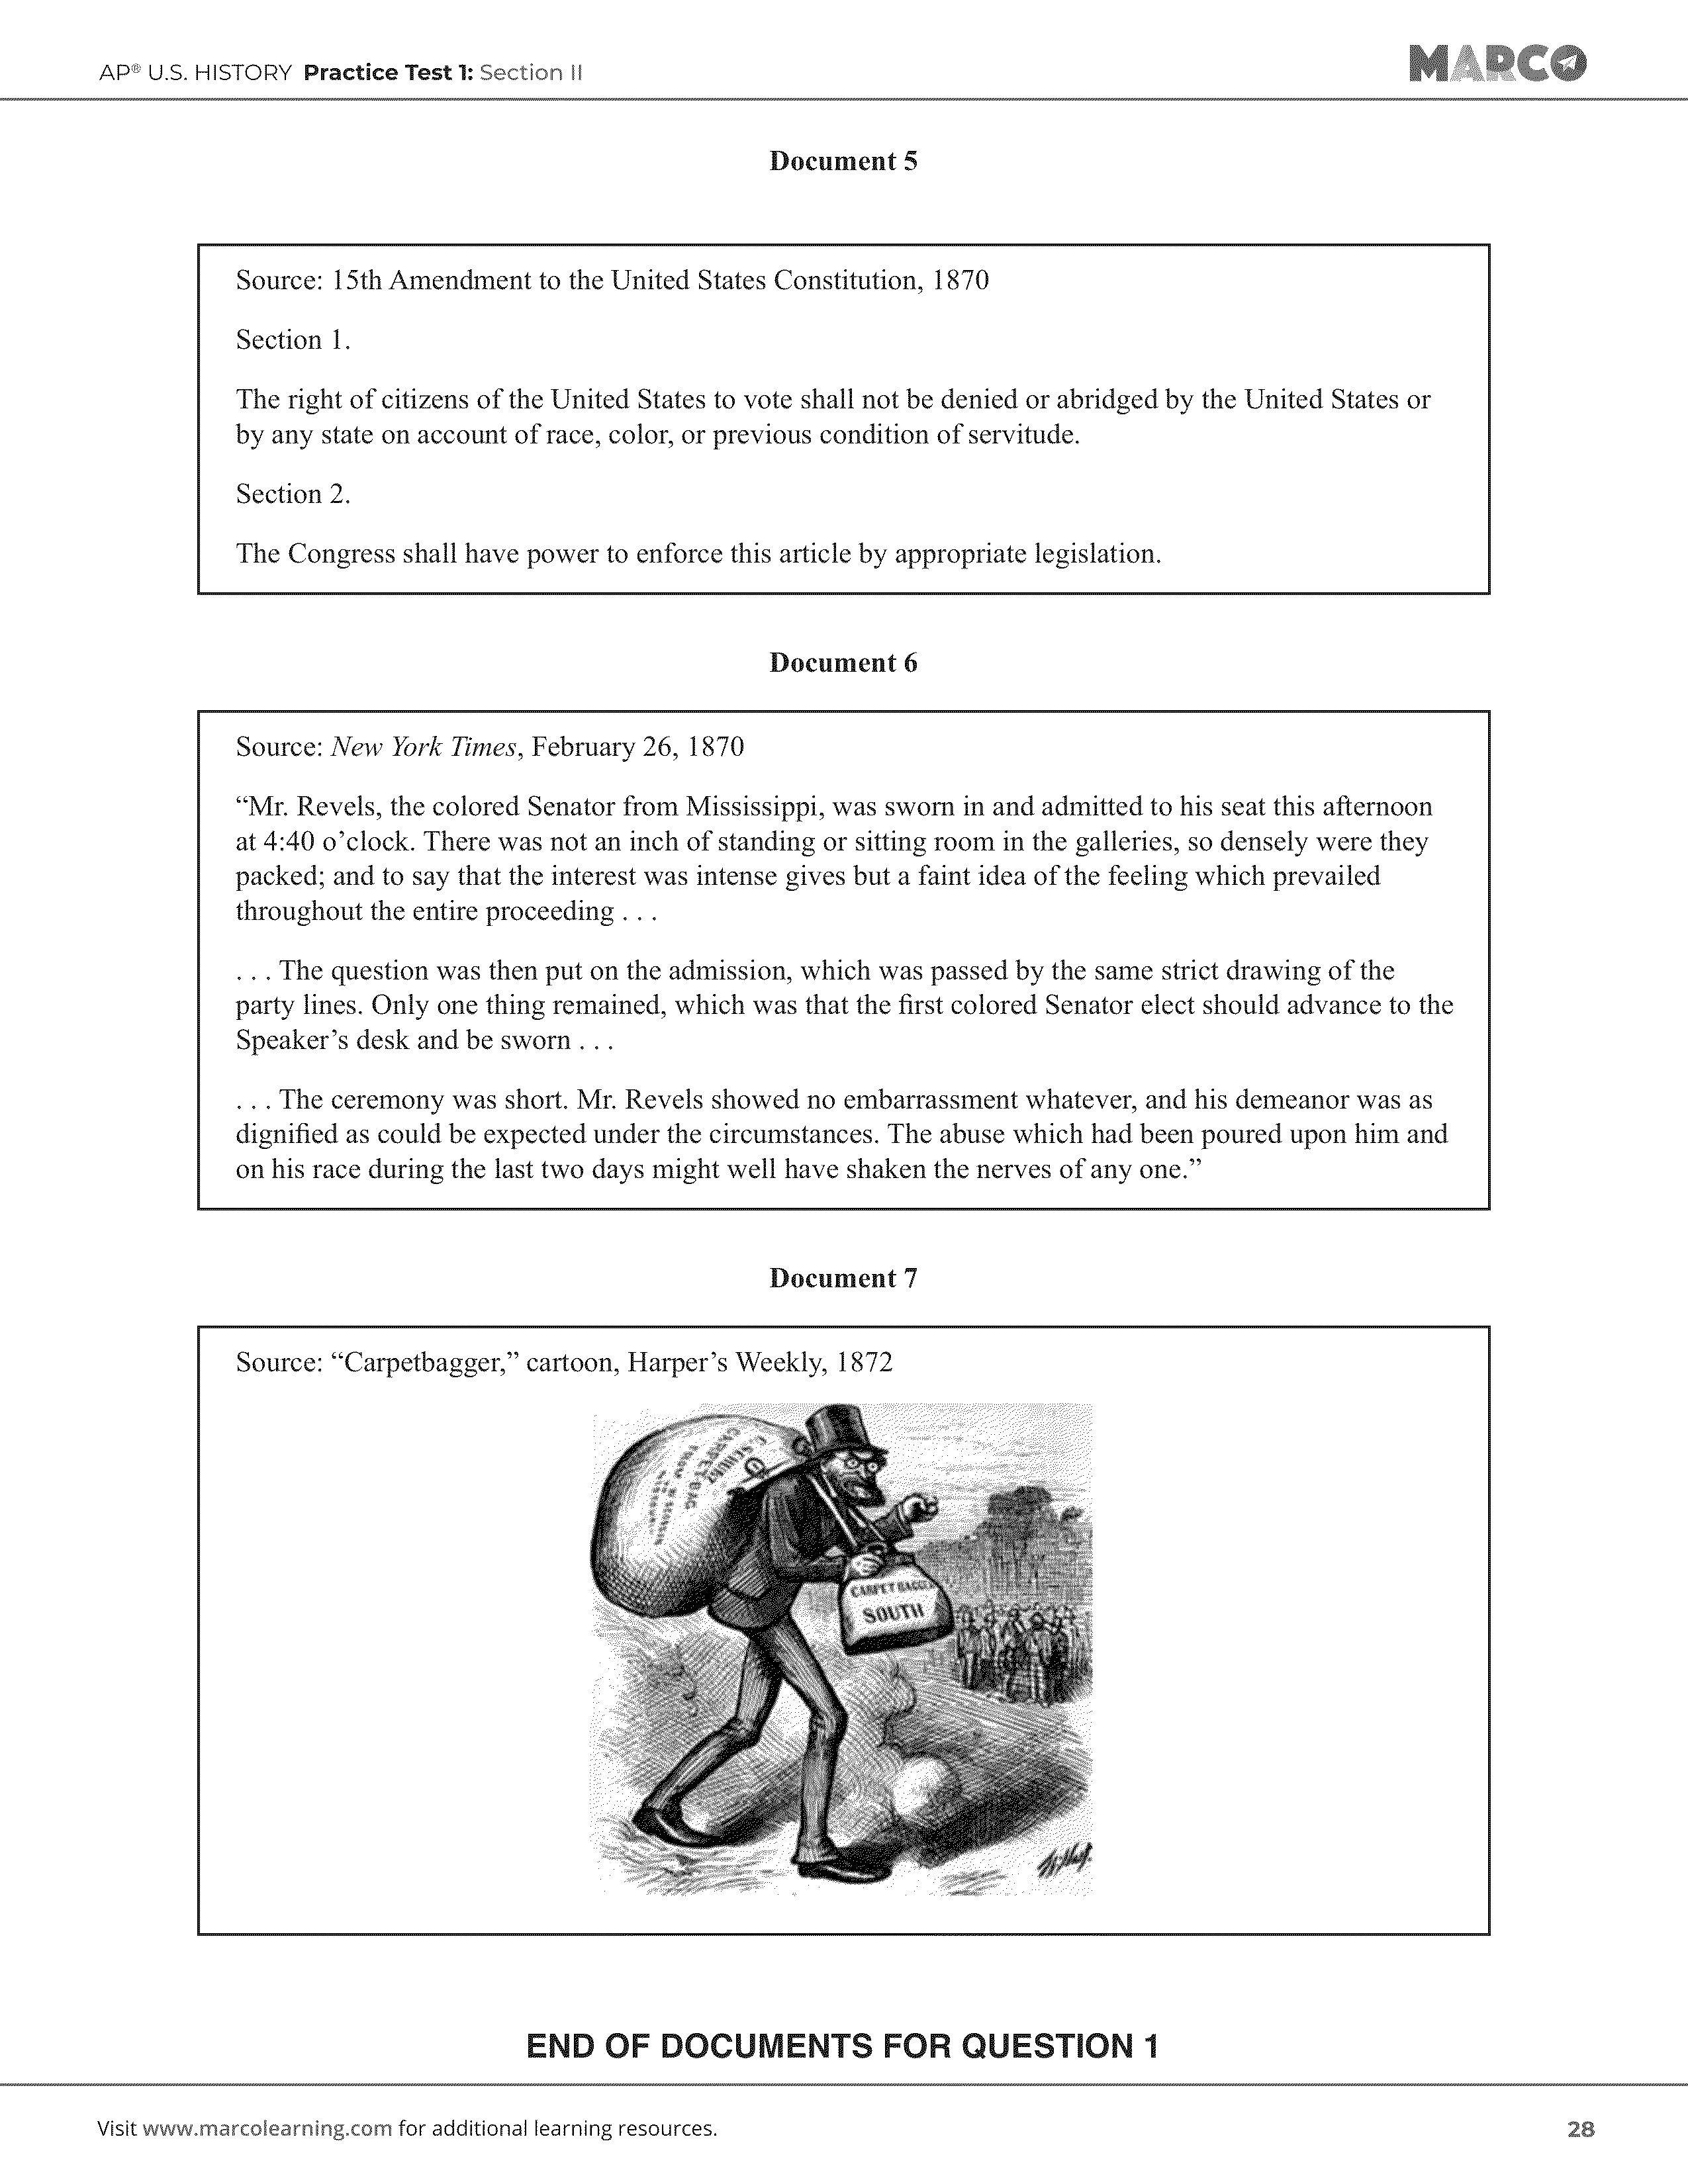 AP® U.S. HISTORY Practice Test 1: Section II
MARCO
Document 5
Source: 15th Amendment to the United States Constitution, 1870
Section 1.
The right of citizens of the United States to vote shall not be denied or abridged by the United States or
by any state on account of race, color, or previous condition of servitude.
Section 2.
The Congress shall have power to enforce this article by appropriate legislation.
Document 6
Source: New York Times, February 26, 1870
“Mr. Revels, the colored Senator from Mississippi, was sworn in and admitted to his seat this afternoon
at 4:40 o’clock. There was not an inch of standing or sitting room in the galleries, so densely were they
packed; and to say that the interest was intense gives but a faint idea of the feeling which prevailed
throughout the entire proceeding . . .
. . . The question was then put on the admission, which was passed by the same strict drawing of the
party lines. Only one thing remained, which was that the first colored Senator elect should advance to the
Speaker’s desk and be sworn . . .
. . . The ceremony was short. Mr. Revels showed no embarrassment whatever, and his demeanor was as
dignified as could be expected under the circumstances. The abuse which had been poured upon him and
on his race during the last two days might well have shaken the nerves of any one.”
Document 7
Source: “Carpetbagger,” cartoon, Harper’s Weekly, 1872
CARPET-BAG
FROM
SOUTH
END OF DOCUMENTS FOR QUESTION 1
Visit www.marcolearning.com for additional learning resources.
28